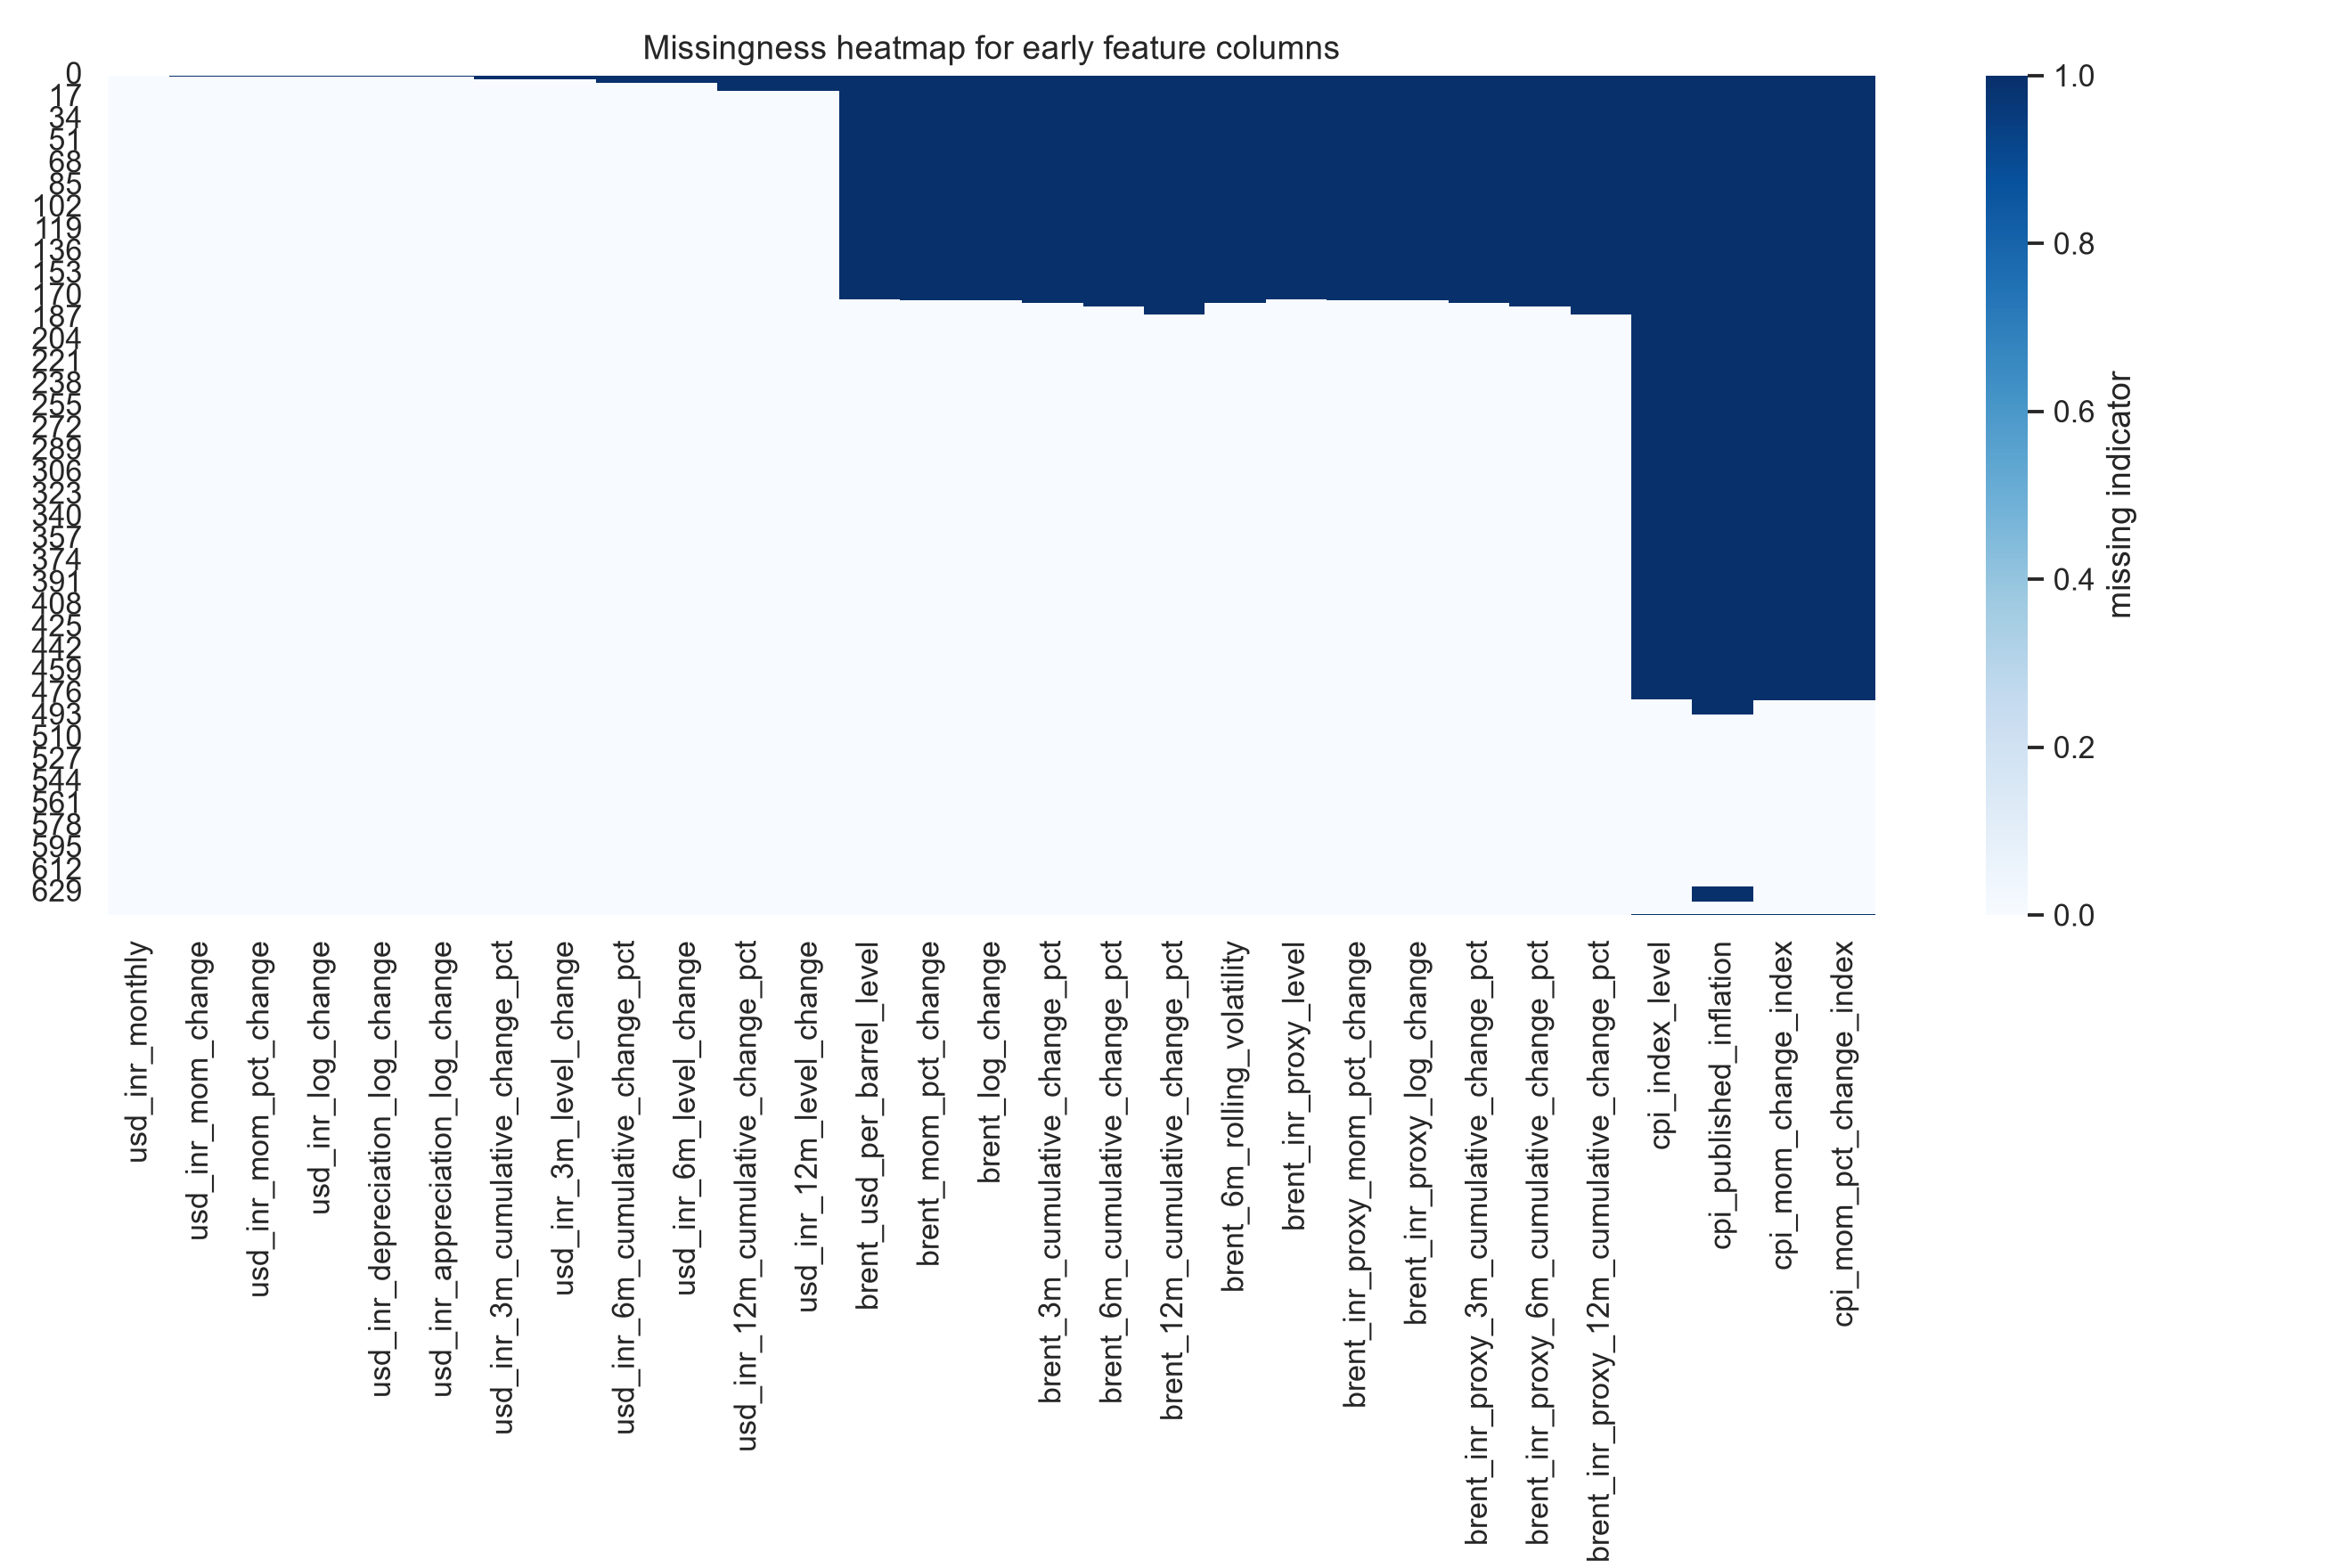 Missingness heatmap for early feature columns
0
17
34
51
68
85
102
119
136
153
170
187
204
221
238
255
272
289
306
323
340
357
374
391
408
425
442
459
476
493
510
527
544
561
578
595
612
629
usd_inr_monthly
usd_inr_mom_change
usd_inr_mom_pct_change
usd_inr_log_change
usd_inr_depreciation_log_change
usd_inr_appreciation_log_change
usd_inr_3m_cumulative_change_pct
usd_inr_3m_level_change
usd_inr_6m_cumulative_change_pct
usd_inr_6m_level_change
usd_inr_12m_cumulative_change_pct
usd_inr_12m_level_change
brent_usd_per_barrel_level
brent_mom_pct_change
brent_log_change
brent_3m_cumulative_change_pct
brent_6m_cumulative_change_pct
brent_12m_cumulative_change_pct
brent_6m_rolling_volatility
brent_inr_proxy_level
brent_inr_proxy_mom_pct_change
brent_inr_proxy_log_change
brent_inr_proxy_3m_cumulative_change_pct
brent_inr_proxy_6m_cumulative_change_pct
brent_inr_proxy_12m_cumulative_change_pct
cpi_index_level
cpi_published_inflation
cpi_mom_change_index
cpi_mom_pct_change_index
1.0
0.8
0.6
0.4
0.2
0.0
missing indicator